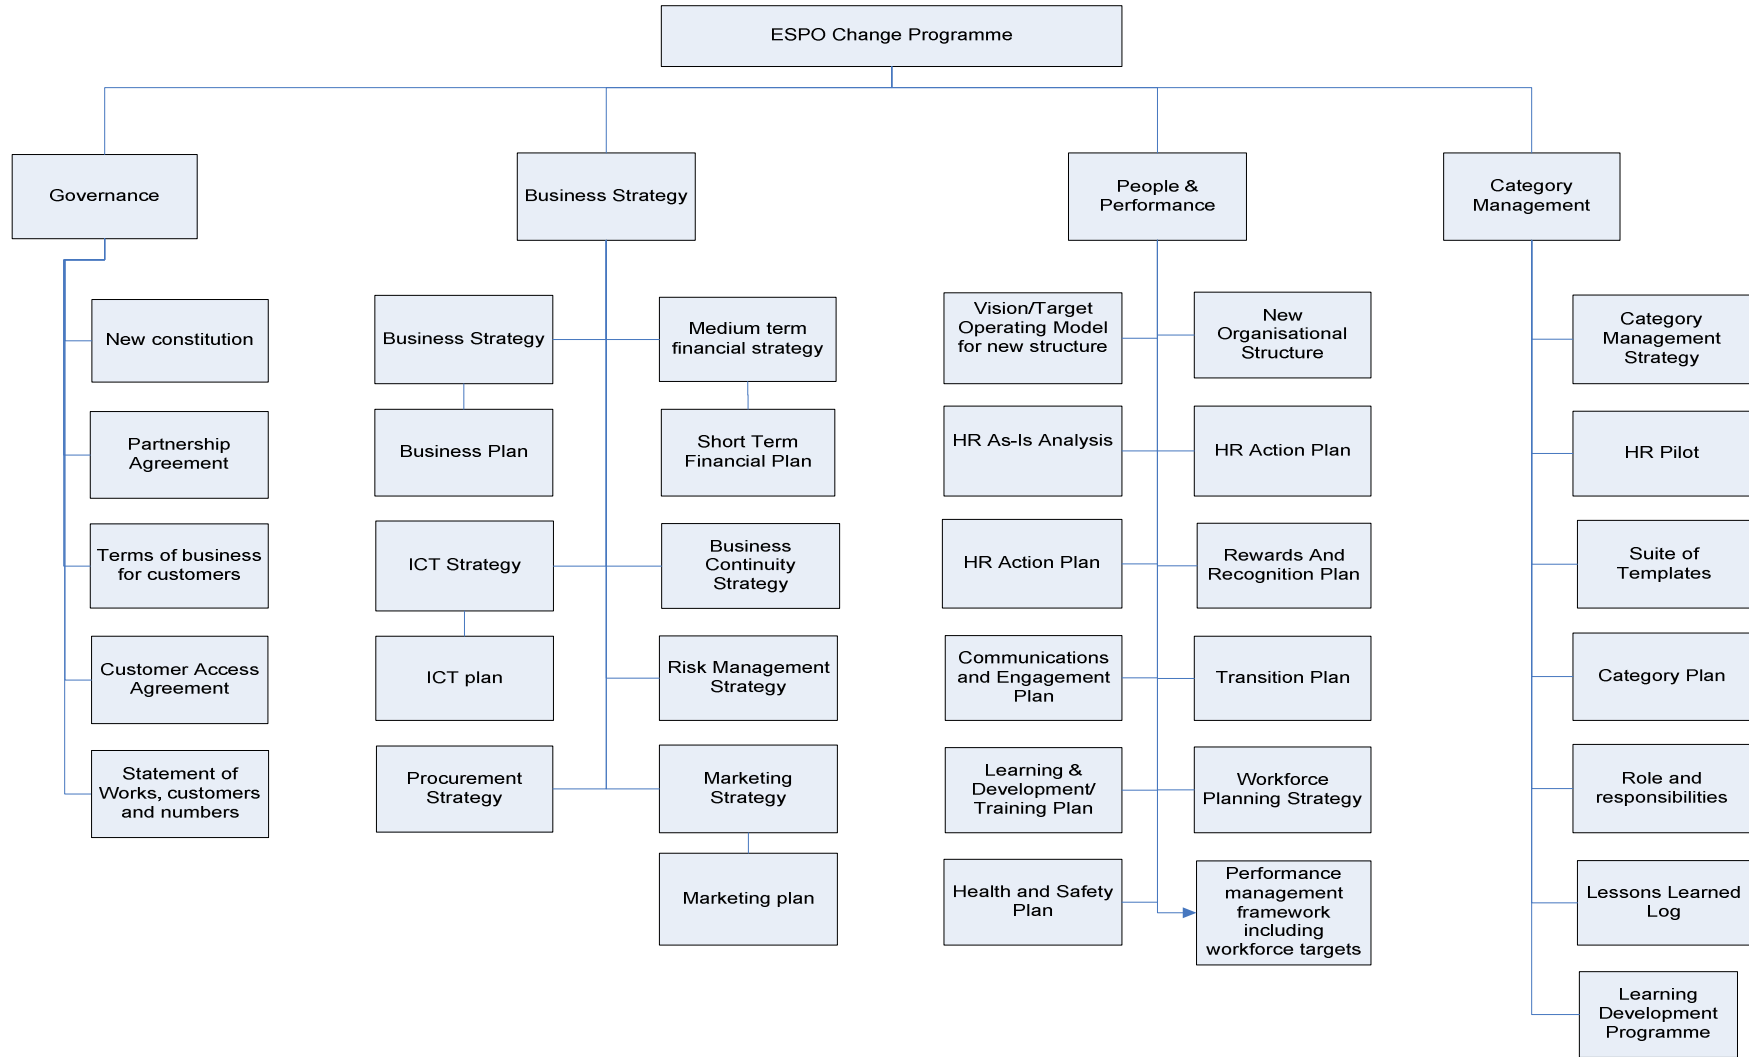 ESPO Change Programme
Governance
Business Strategy
People &
Performance
Category
Management
New constitution
Partnership
Agreement
Terms of business
for customers
Customer Access
Agreement
Statement of
Works, customers
and numbers
Business Strategy
Medium term
financial strategy
Business Plan
Short Term
Financial Plan
ICT Strategy
Business
Continuity
Strategy
ICT plan
Risk Management
Strategy
Procurement
Strategy
Marketing
Strategy
Marketing plan
Vision/Target
Operating Model
for new structure
New
Organisational
Structure
HR As-Is Analysis
HR Action Plan
HR Action Plan
Rewards And
Recognition Plan
Communications
and Engagement
Plan
Transition Plan
Learning &
Development/
Training Plan
Workforce
Planning Strategy
Health and Safety
Plan
Performance
management
framework
including
workforce targets
Category
Management
Strategy
HR Pilot
Suite of
Templates
Category Plan
Role and
responsibilities
Lessons Learned
Log
Learning
Development
Programme